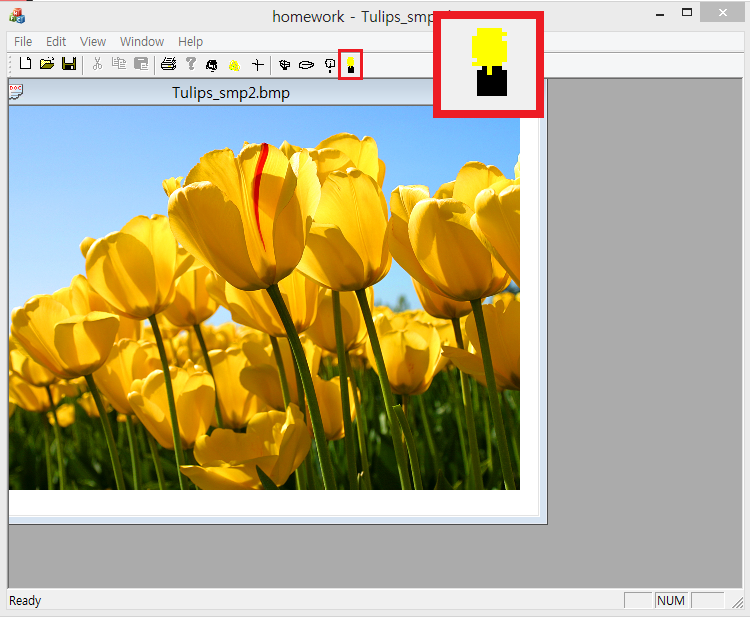 homework - Tulips_smp
File Edit View Window Help
Tulips_smp2.bmp
Ready
NUM